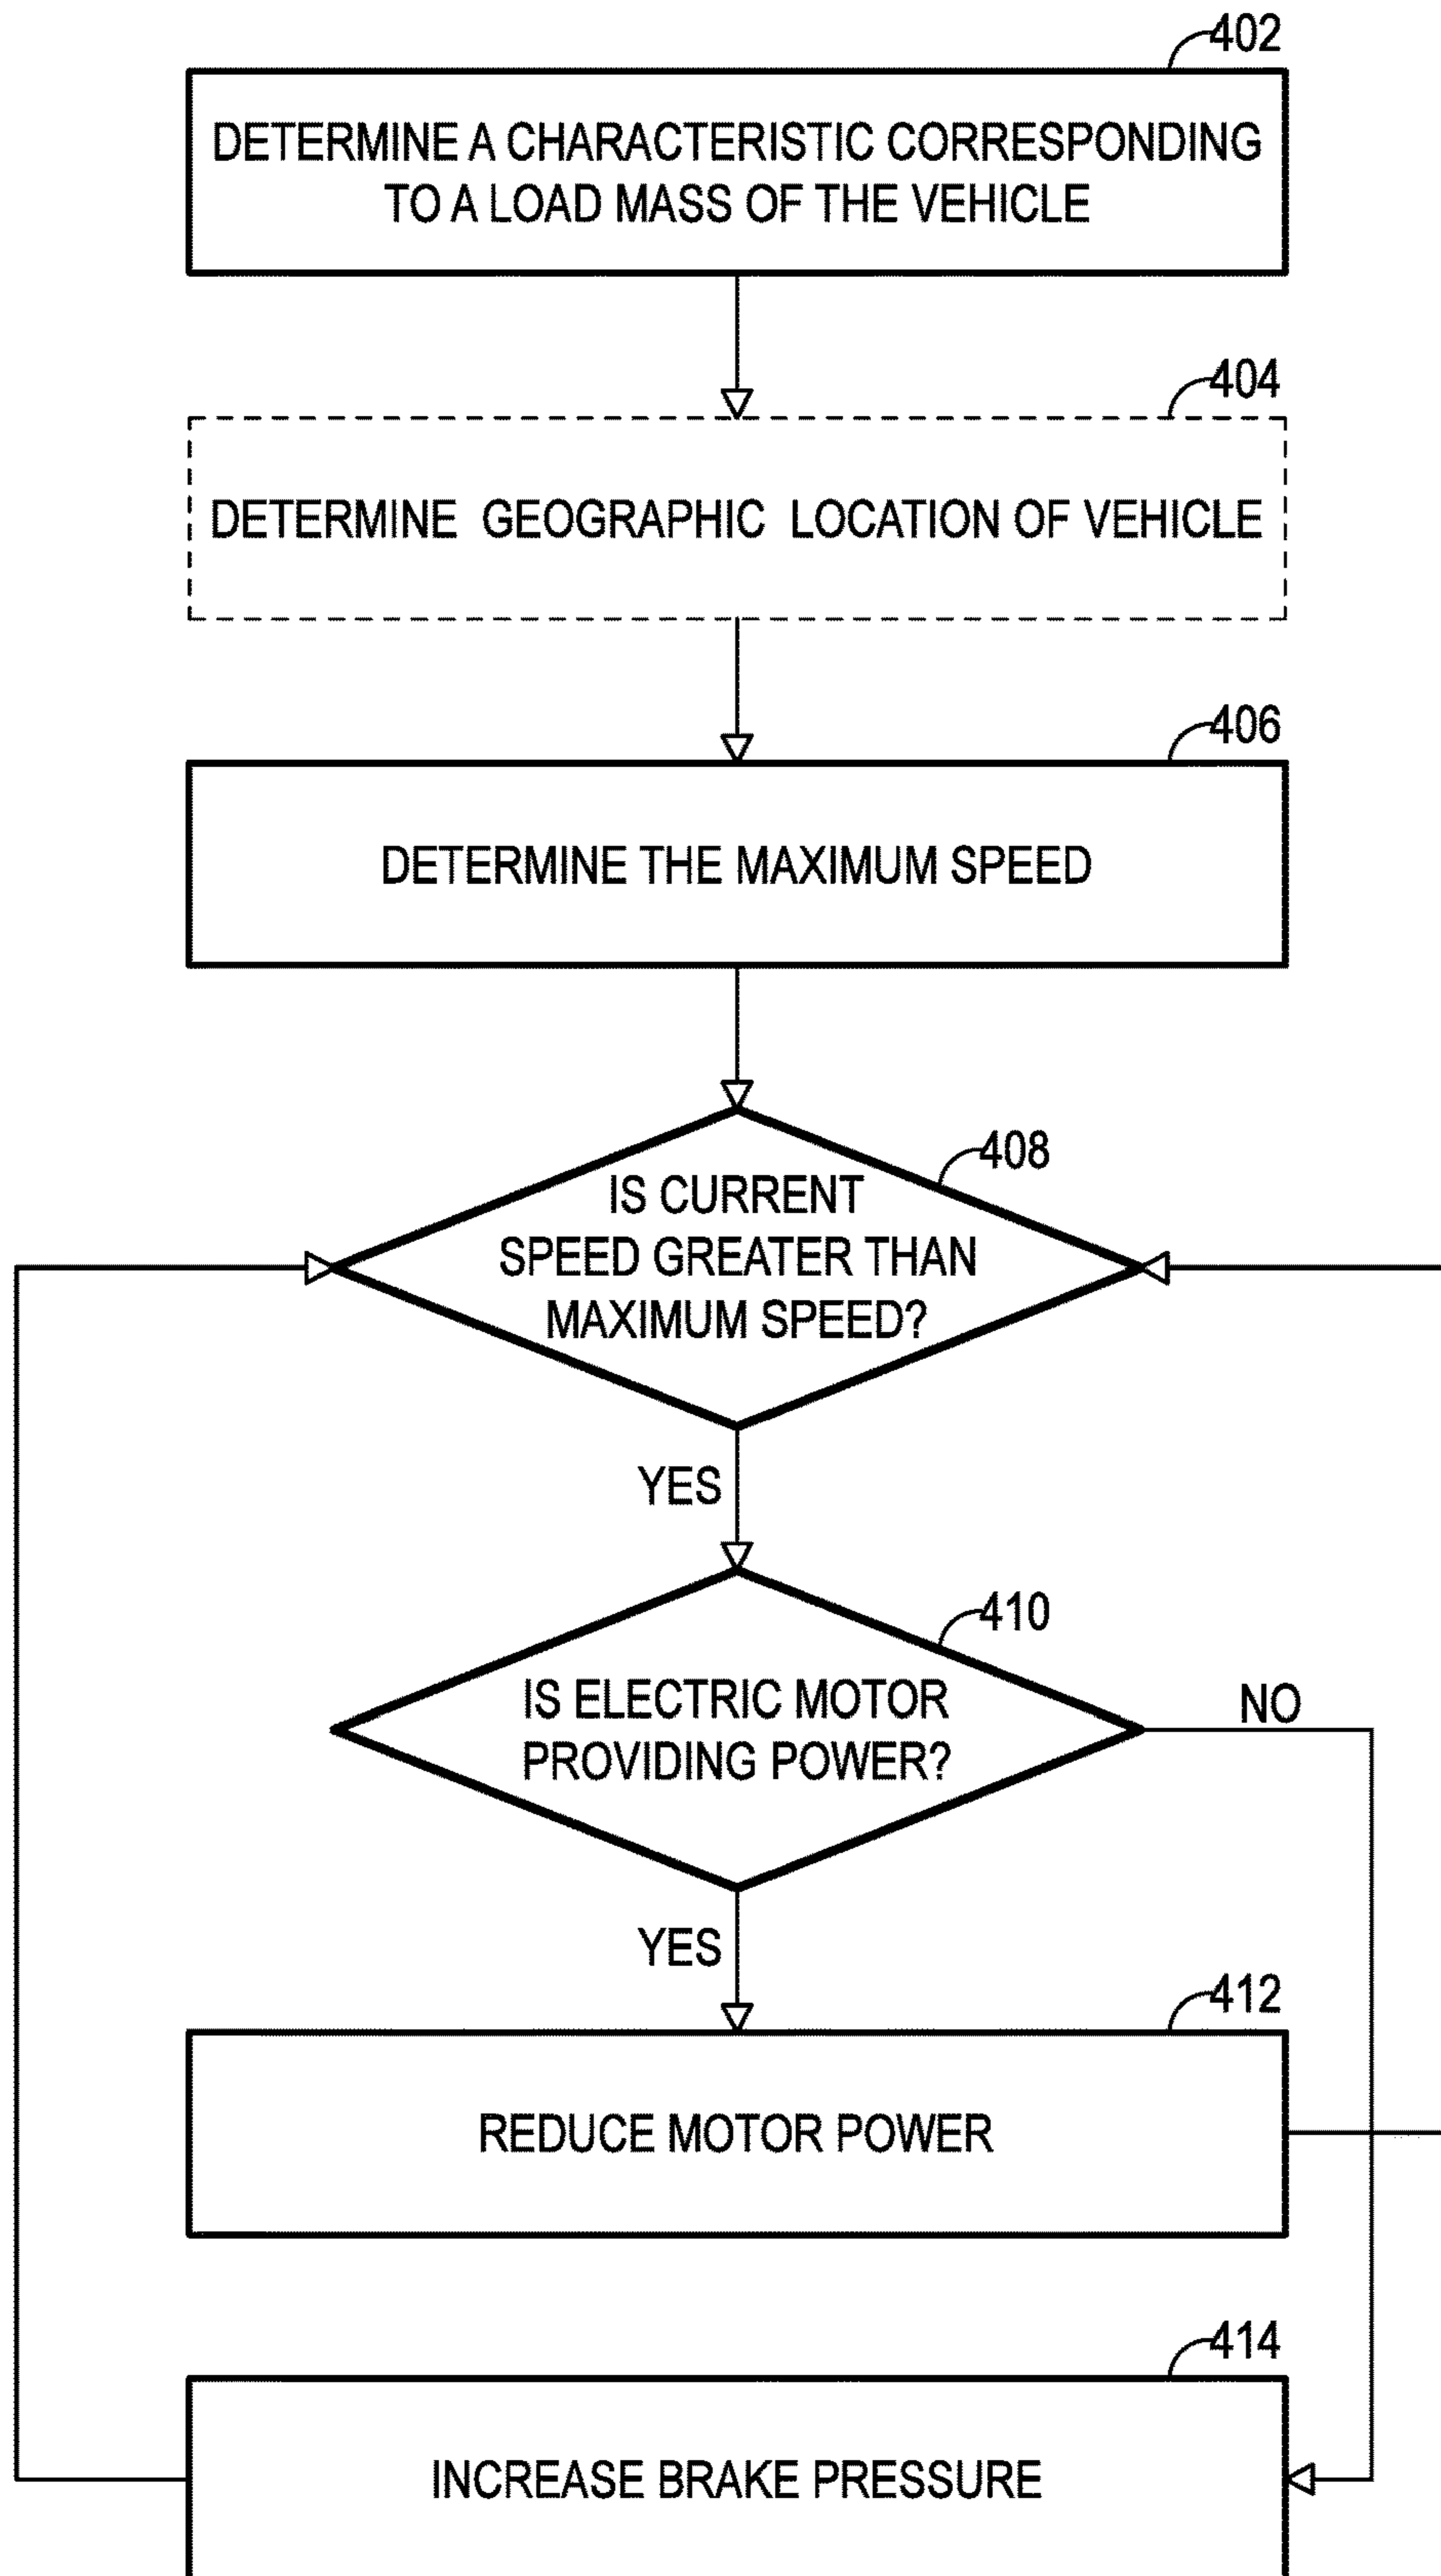 402
DETERMINE A CHARACTERISTIC CORRESPONDING
TO A LOAD MASS OF THE VEHICLE
404
DETERMINE GEOGRAPHIC LOCATION OF VEHICLE
406
DETERMINE THE MAXIMUM SPEED
408
IS CURRENT
SPEED GREATER THAN
MAXIMUM SPEED?
YES
410
IS ELECTRIC MOTOR
PROVIDING POWER?
NO
YES
412
REDUCE MOTOR POWER
414
INCREASE BRAKE PRESSURE